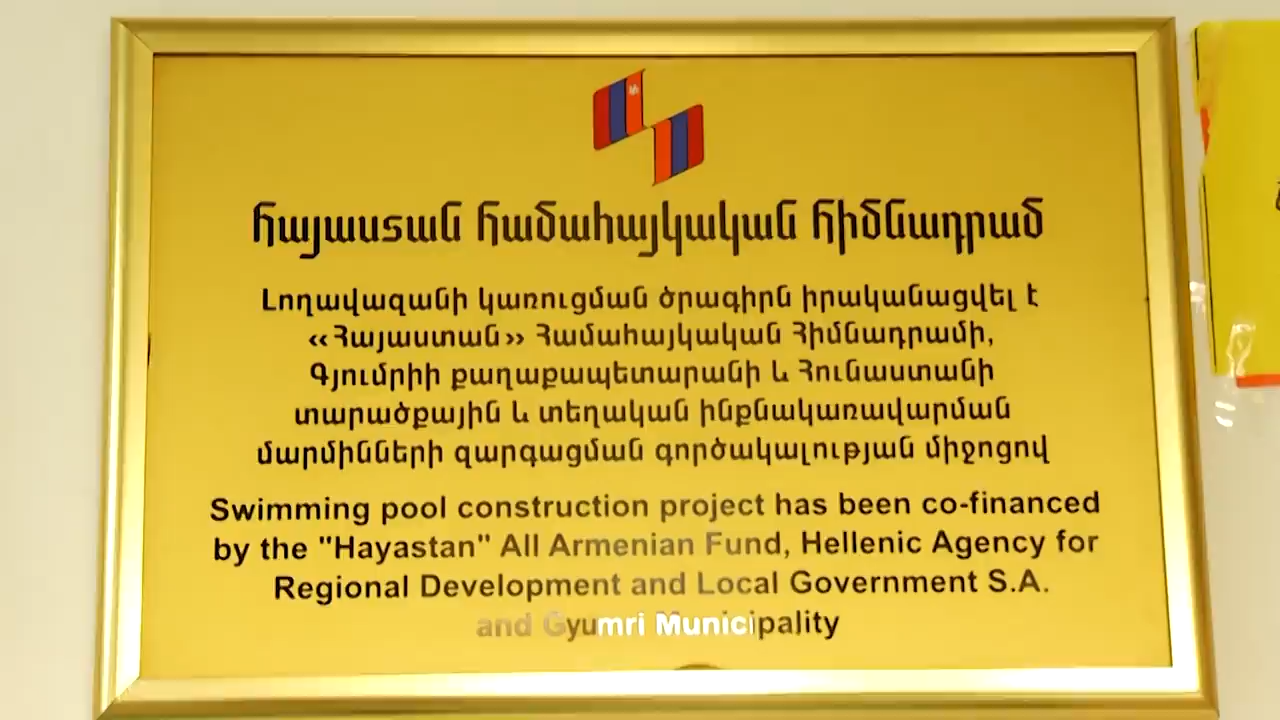 հայաստան համահայկական հիմնադրամ
Լողավազանի կառուցման ծրագիրն իրականացվել է
‹‹Հայաստան›› Համահայկական Հիմնադրամի,
Գյումրիի քաղաքապետարանի և Հունաստանի
տարածքային և տեղական ինքնակառավարման
մարմինների զարգացման գործակալության միջոցով
Swimming pool construction project has been co-financed
by the "Hayastan" All Armenian Fund, Hellenic Agency for
Regional Development and Local Government S.A.
and Gyumri Municipality